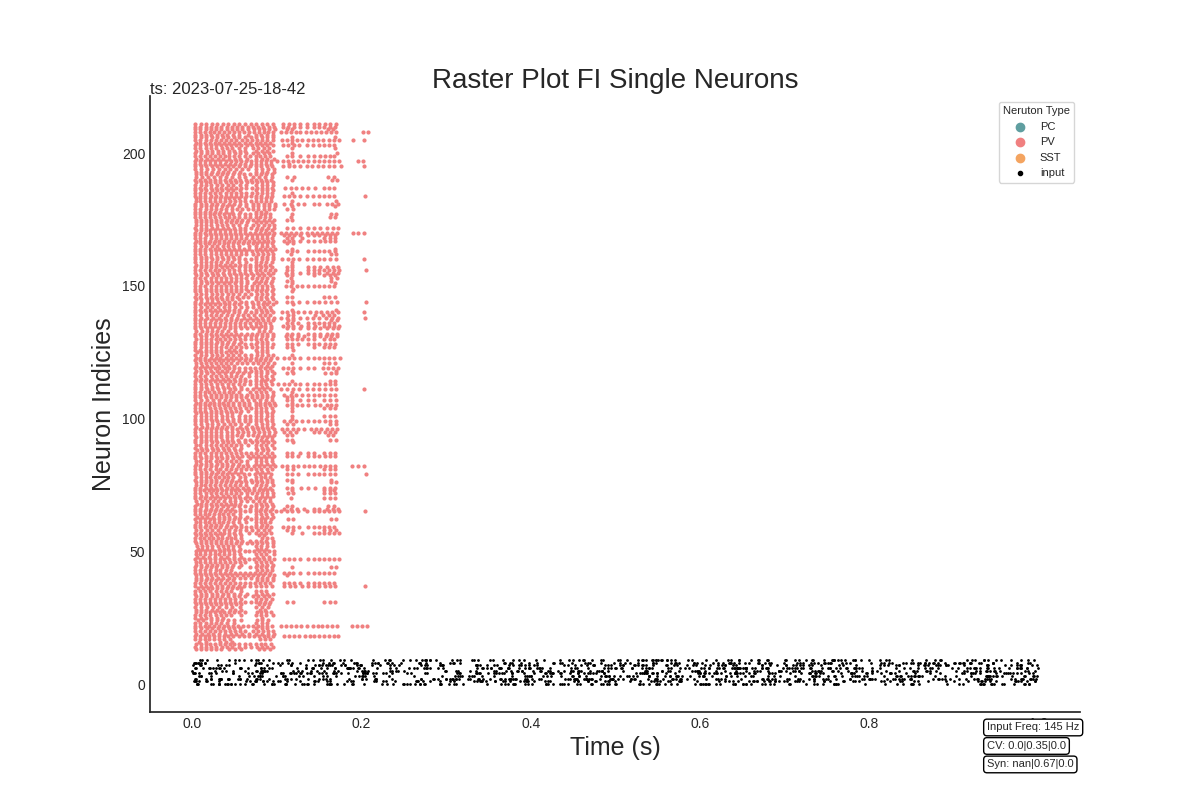 Raster Plot FI Single Neurons
ts: 2023-07-25-18-42
Neruton Type
PC
PV
SST
input
200
150
100
50
0
Neuron Indicies
0.0 0.2 0.4 0.6 0.8
Time (s)
Input Freq: 145 Hz
CV: 0.0|0.35|0.0
Syn: nan|0.67|0.0